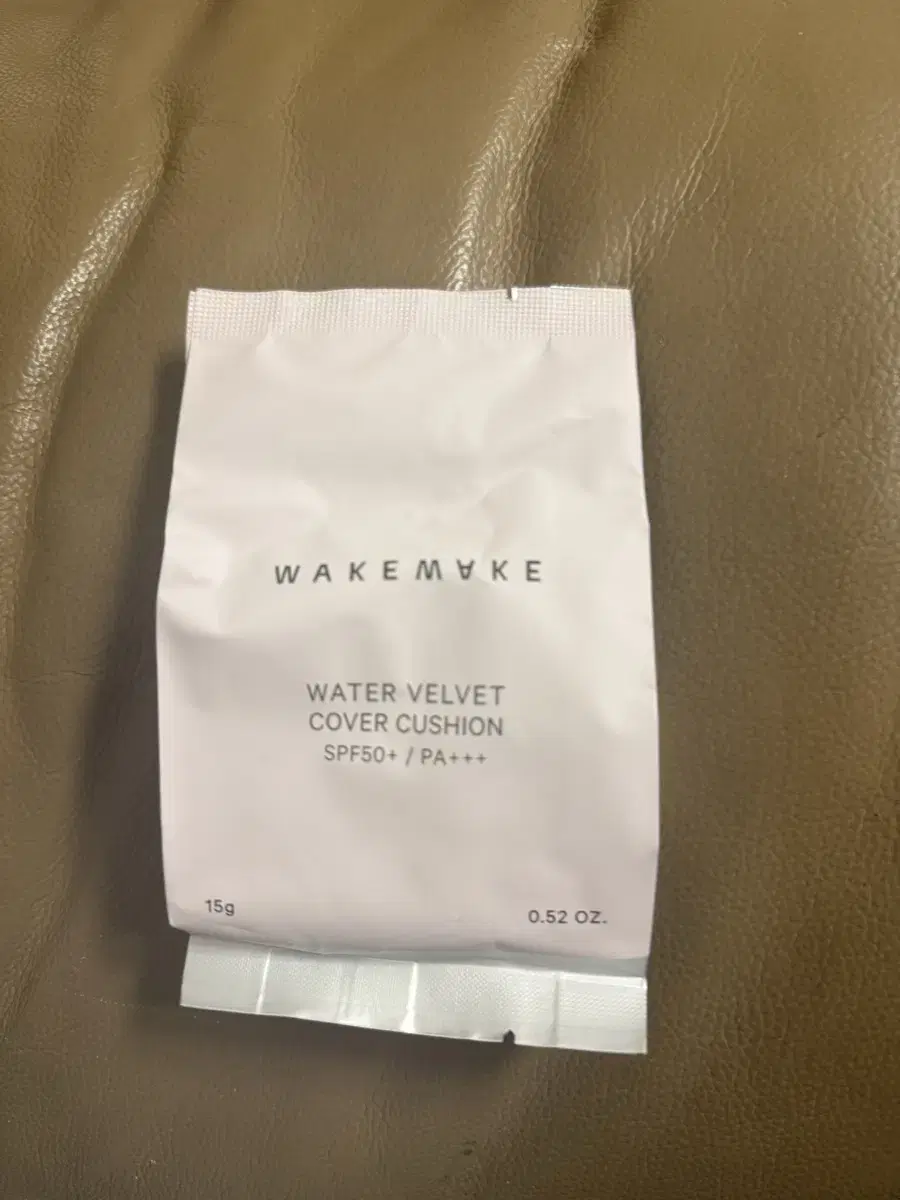 WAKEMAKE
WATER VELVET
COVER CUSHION
SPF50+ / PA+++
15g
0.52 OZ.